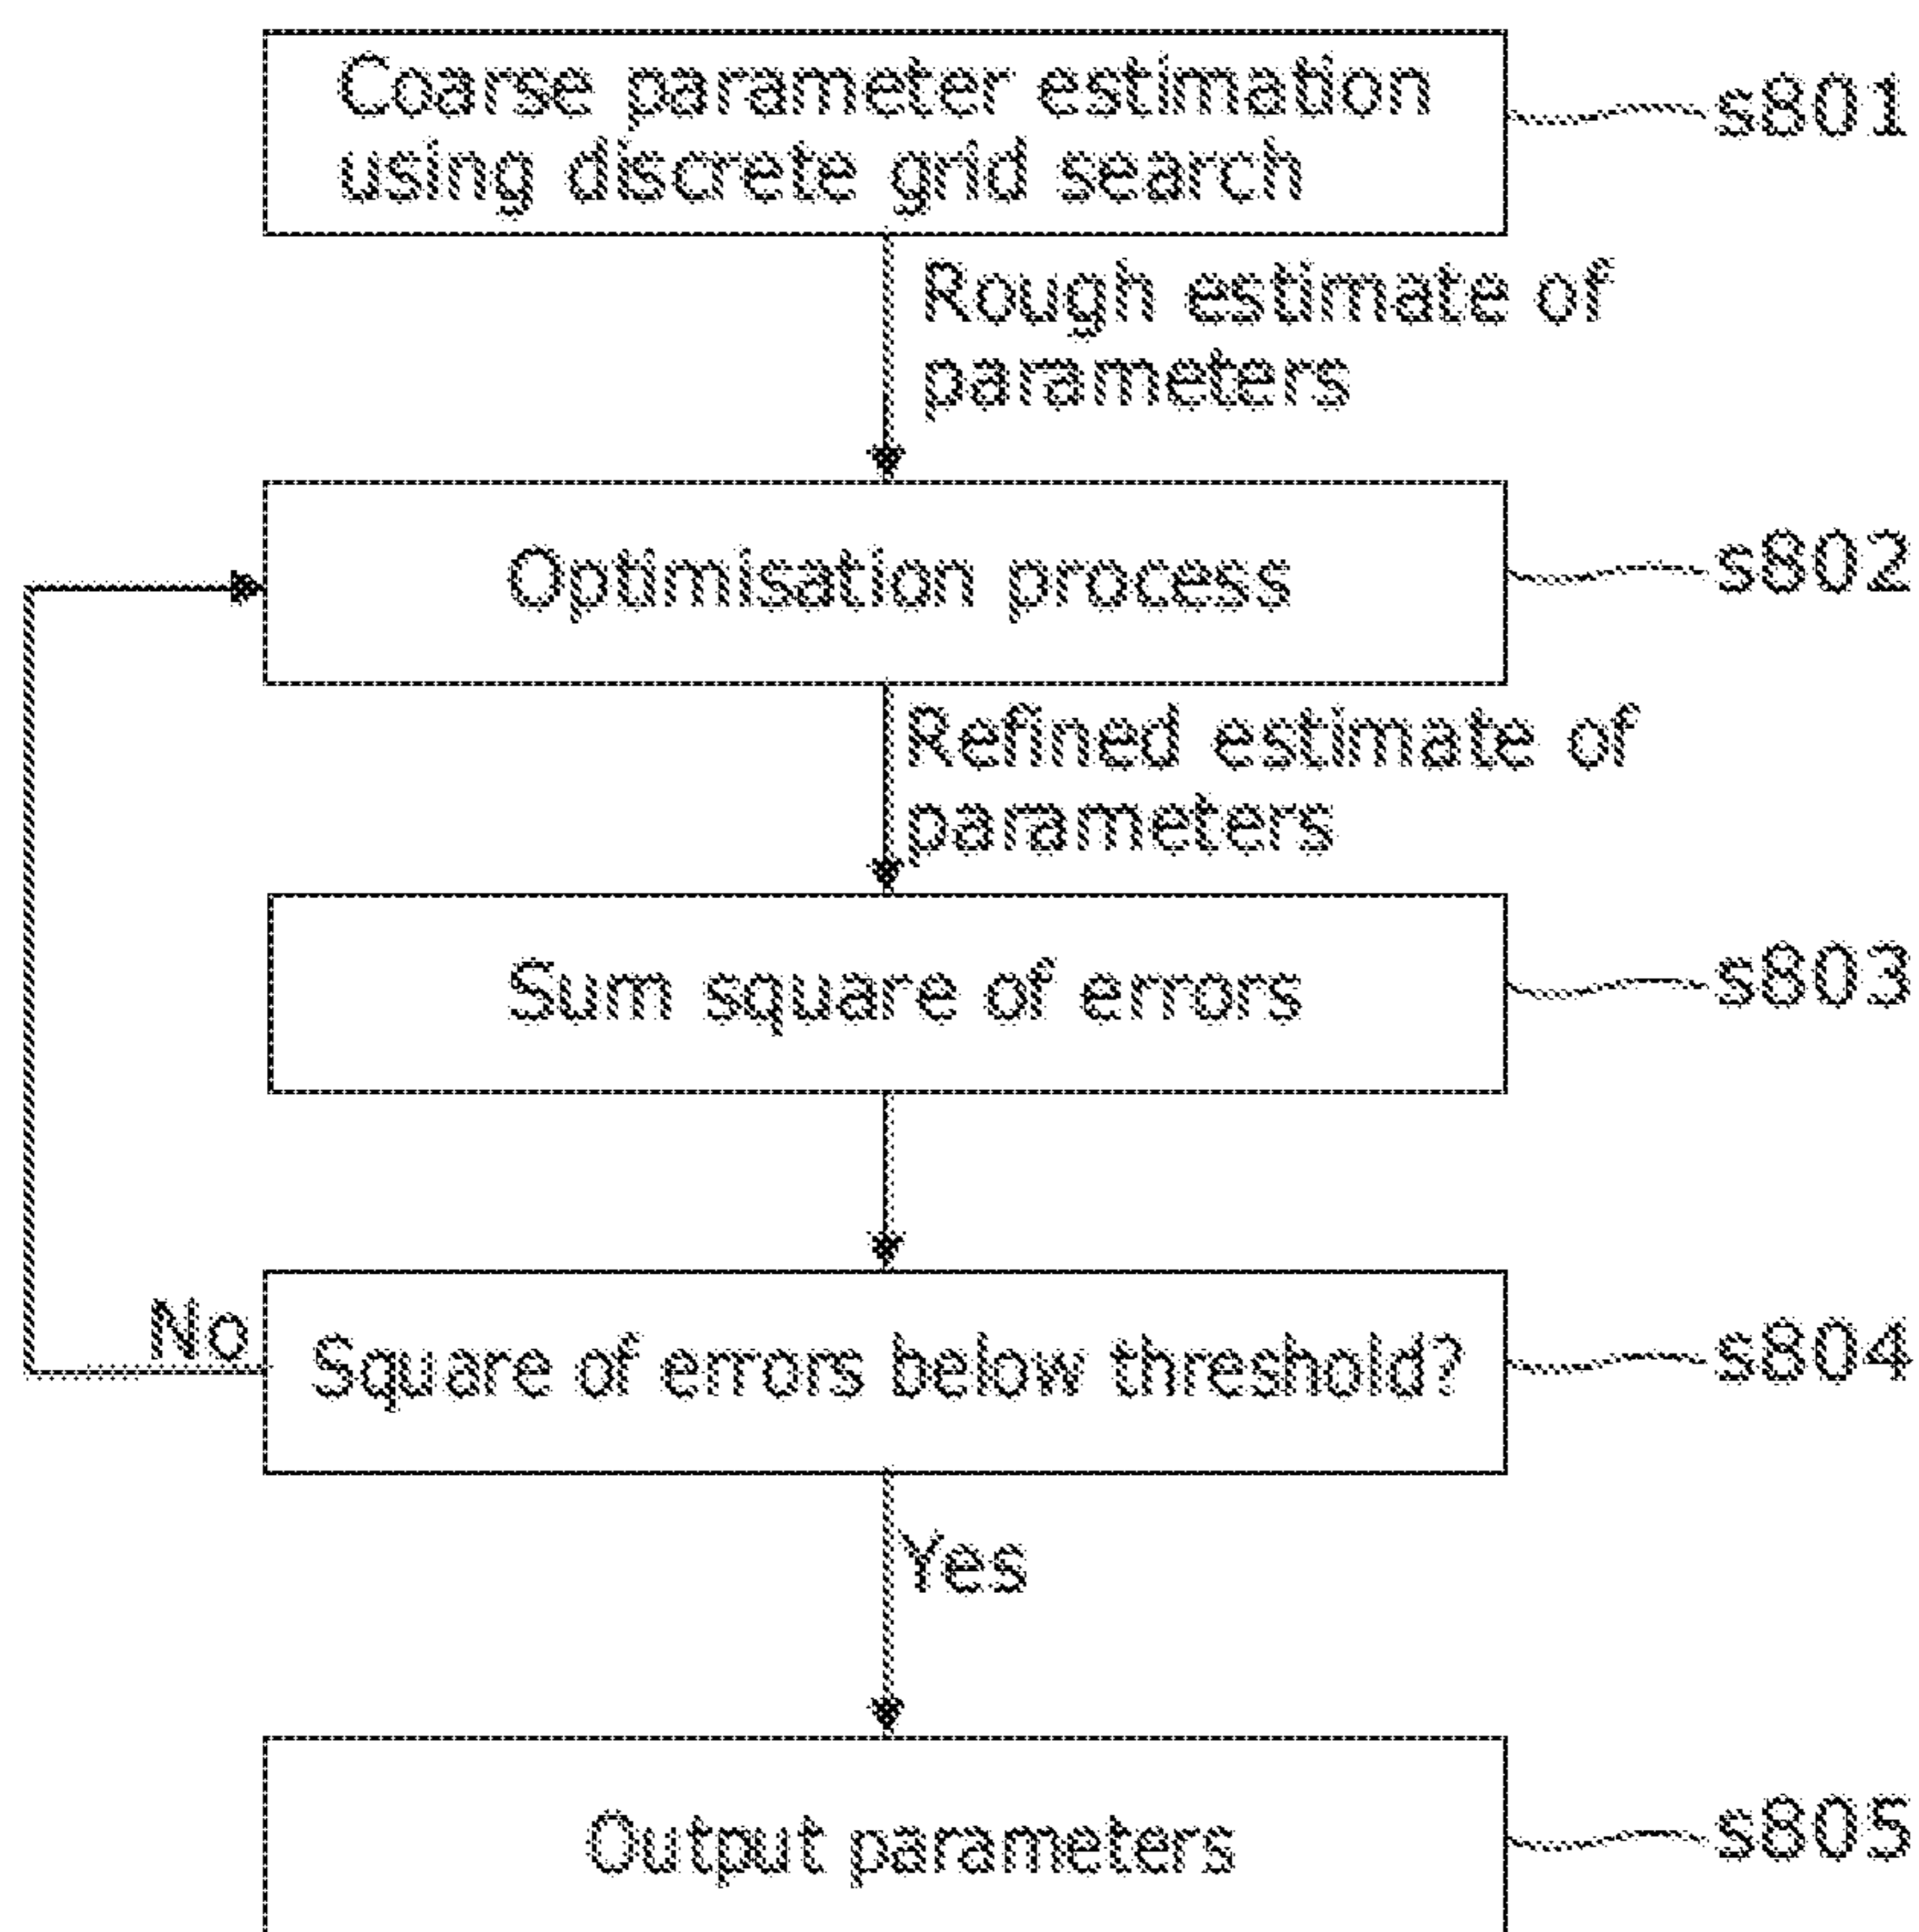 Coarse parameter estimation
using discrete grid search
s801
Rough estimate of
parameters
Optimisation process
s802
Refined estimate of
parameters
Sum square of errors
s803
No
Square of errors below threshold?
s804
Yes
Output parameters
s805